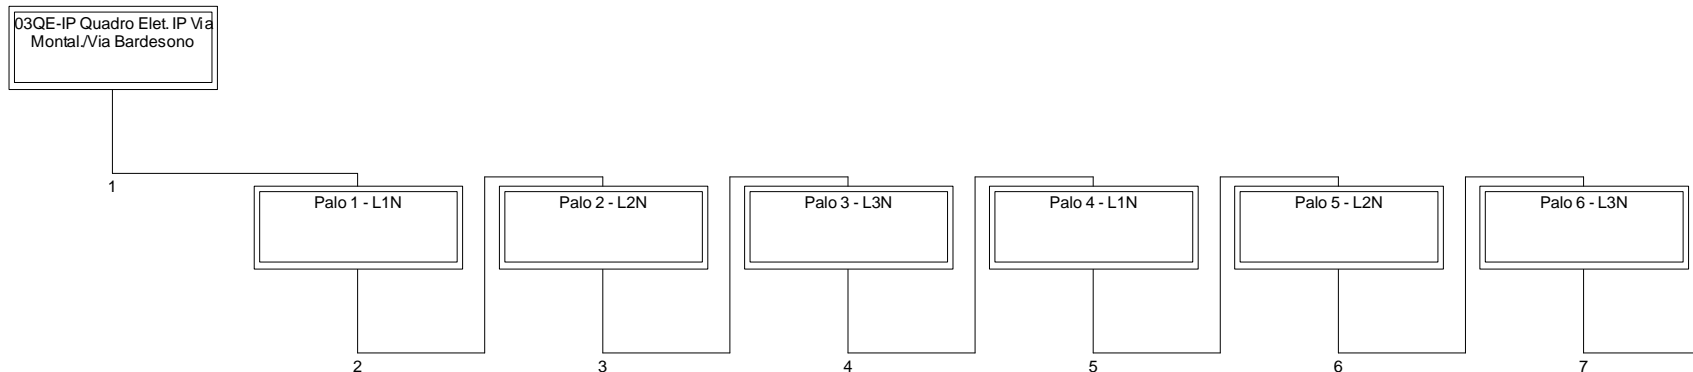 03QE-IP Quadro Elet. IP Via
Montal./Via Bardesono
1
Palo 1 - L1N
Palo 2 - L2N
Palo 3 - L3N
Palo 4 - L1N
Palo 5 - L2N
Palo 6 - L3N
2
3
4
5
6
7